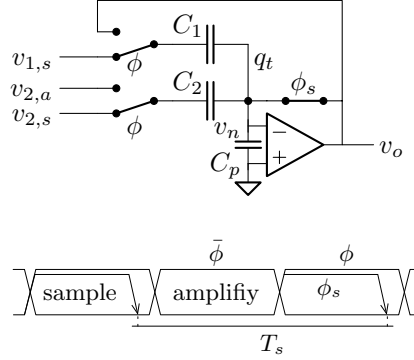 C₁
v₁,ₛ
ϕ
qₜ
C₂
ϕₛ
v₂,ₐ
v₂,ₛ
ϕ
vₙ
−
Cₚ
+
vₒ
ϕ̄
ϕ
sample
amplifiy
ϕₛ
Tₛ